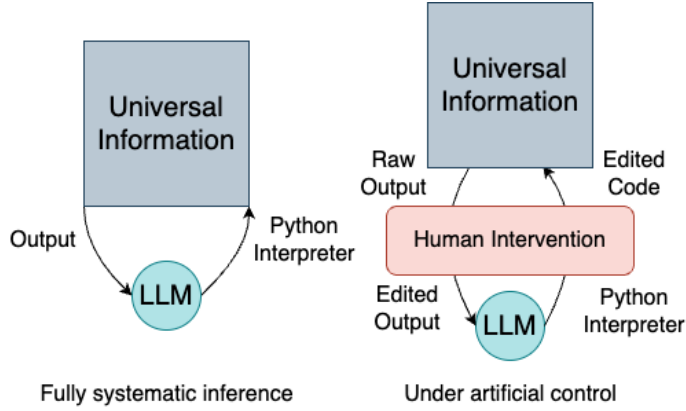 Universal
Information
Output
Python
Interpreter
LLM
Fully systematic inference
Universal
Information
Raw
Output
Edited
Code
Human Intervention
Edited
Output
LLM
Python
Interpreter
Under artificial control